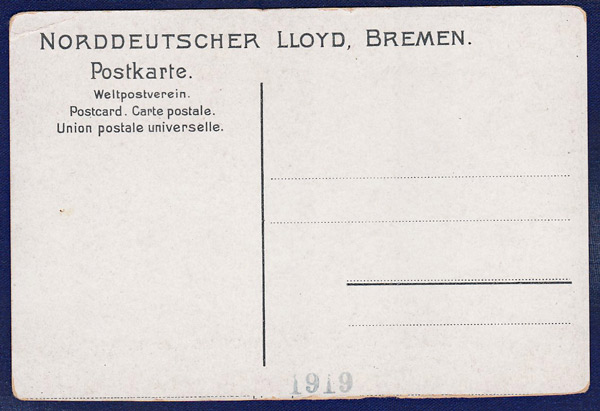 NORDDEUTSCHER LLOYD, BREMEN.
Postkarte.
Weltpostverein.
Postcard. Carte postale.
Union postale universelle.
1919